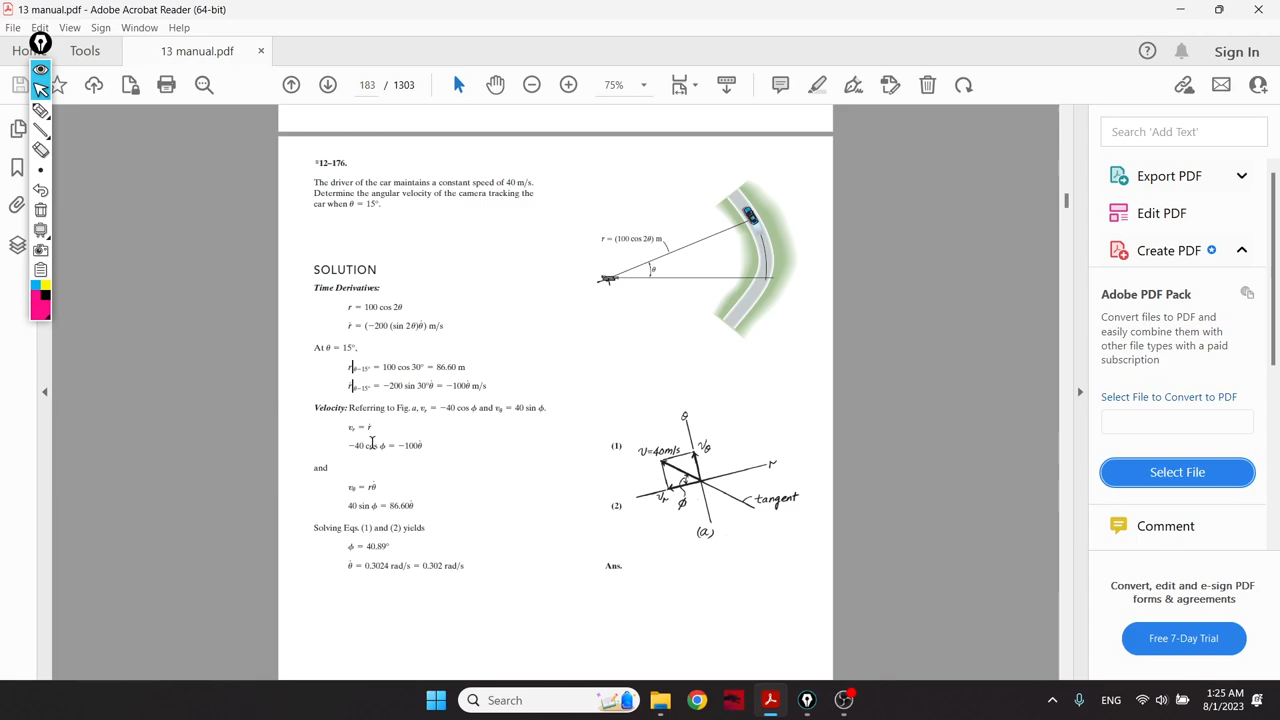 13 manual.pdf - Adobe Acrobat Reader (64-bit)
File Edit View Sign Window Help
Home Tools 13 manual.pdf × Sign In
183 / 1303 75%
*12–176.
The driver of the car maintains a constant speed of 40 m/s.
Determine the angular velocity of the camera tracking the
car when θ = 15°.
r = (100 cos 2θ) m
θ
SOLUTION
Time Derivatives:
r = 100 cos 2θ
ṙ = (−200 (sin 2θ)θ̇) m/s
At θ = 15°,
r|θ=15° = 100 cos 30° = 86.60 m
ṙ|θ=15° = −200 sin 30°θ̇ = −100θ̇ m/s
Velocity: Referring to Fig. a, vr = −40 cos ϕ and vθ = 40 sin ϕ.
vr = ṙ
−40 cos ϕ = −100θ̇ (1)
and
vθ = rθ̇
40 sin ϕ = 86.60θ̇ (2)
Solving Eqs. (1) and (2) yields
ϕ = 40.89°
θ̇ = 0.3024 rad/s = 0.302 rad/s Ans.
θ
v=40m/s
vθ
r
vr
ϕ
tangent
(a)
Search 'Add Text'
Export PDF
Edit PDF
Create PDF
Adobe PDF Pack
Convert files to PDF and
easily combine them with
other file types with a paid
subscription
Select File to Convert to PDF
Select File
Comment
Convert, edit and e-sign PDF
forms & agreements
Free 7-Day Trial
Search
ENG
1:25 AM
8/1/2023